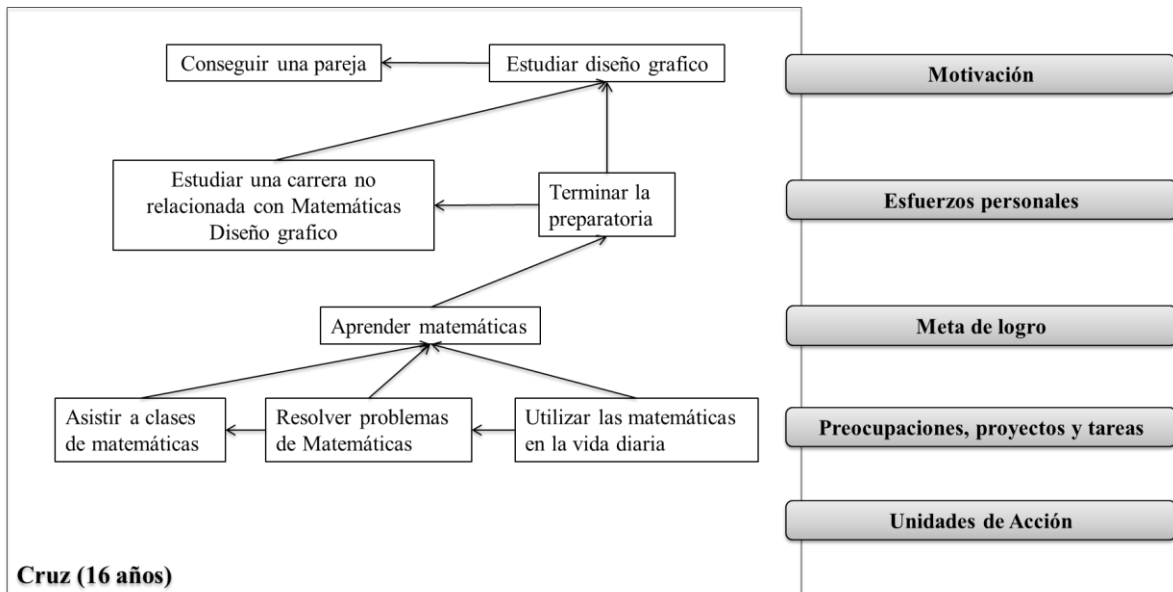 Conseguir una pareja
Estudiar diseño grafico
Motivación
Estudiar una carrera no
relacionada con Matemáticas
Diseño grafico
Terminar la
preparatoria
Esfuerzos personales
Aprender matemáticas
Meta de logro
Asistir a clases
de matemáticas
Resolver problemas
de Matemáticas
Utilizar las matemáticas
en la vida diaria
Preocupaciones, proyectos y tareas
Unidades de Acción
Cruz (16 años)